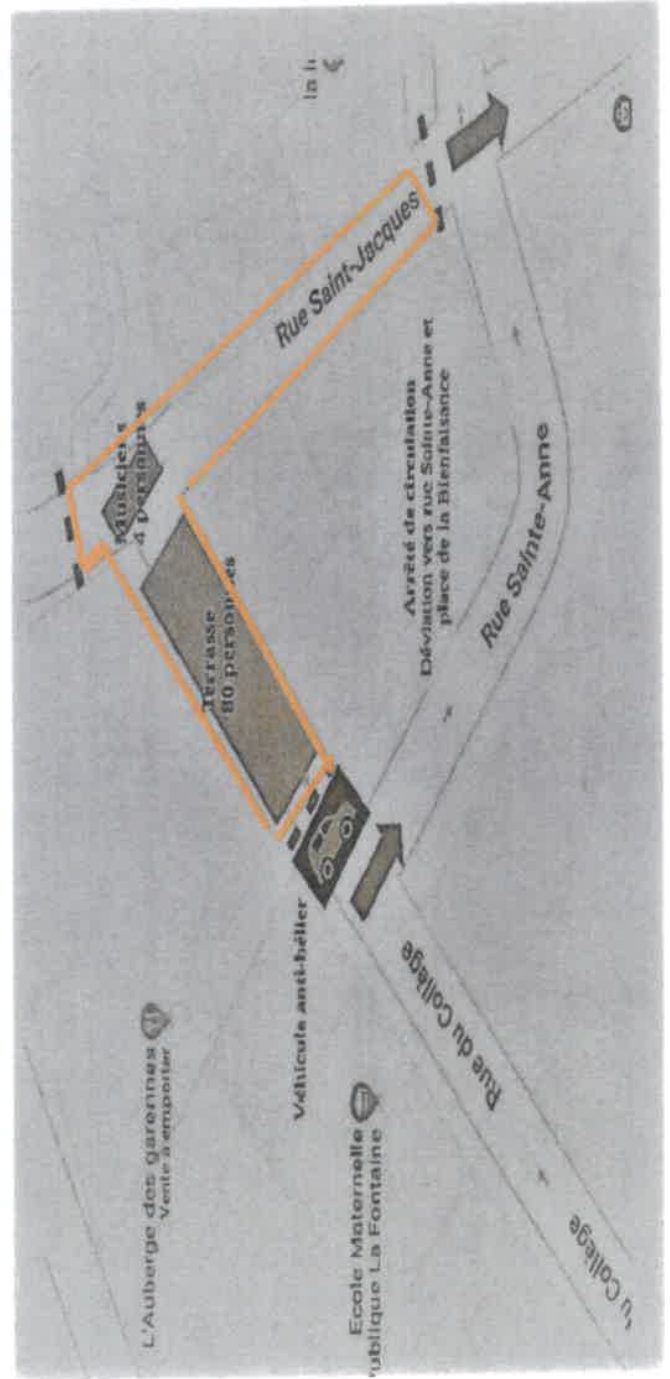 L'Auberge des garennes
Vente à emporter
Ecole Maternelle
ublique La Fontaine
Véhicule anti-bélier
Terrasse
80 personnes
Musiciens
4 personnes
Rue Saint-Jacques
Arrêté de circulation
Déviation vers rue Sainte-Anne et
place de la Bienfaisance
Rue Sainte-Anne
Rue du Collège
u Collège